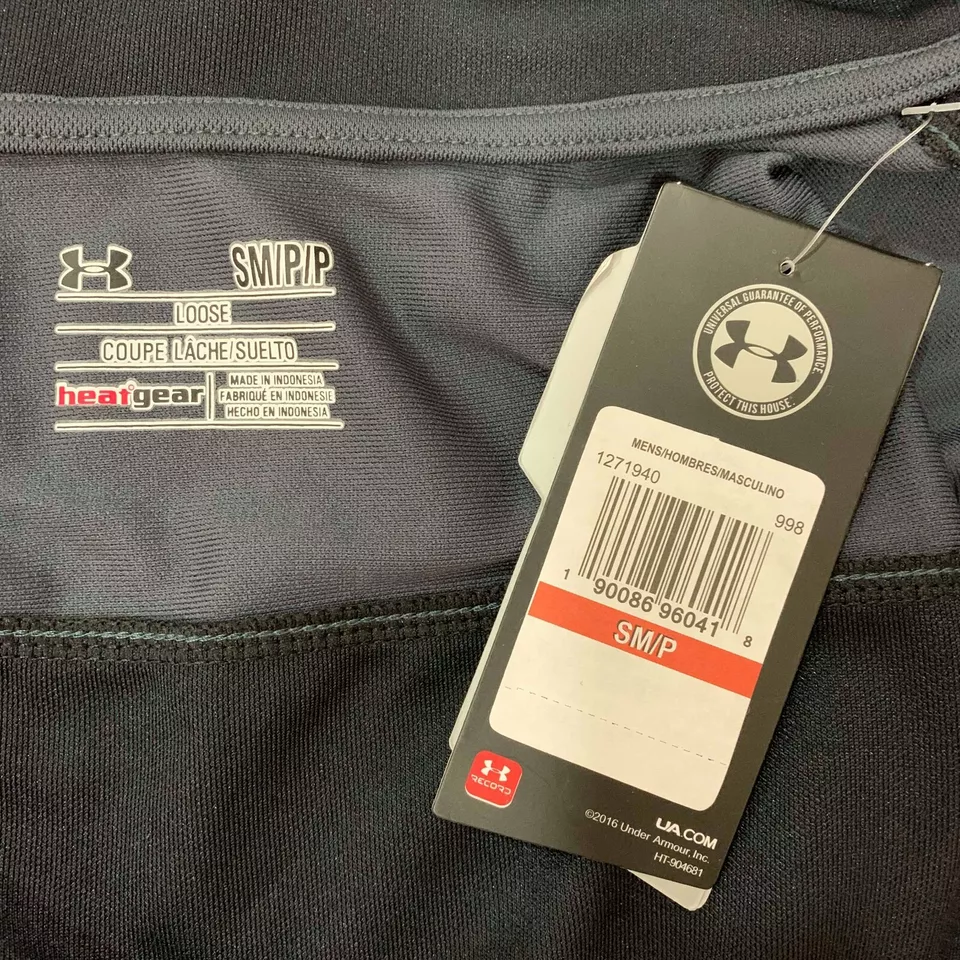 SM/P/P
LOOSE
COUPE LÂCHE/SUELTO
heatgear
MADE IN INDONESIA
FABRIQUÉ EN INDONESIE
HECHO EN INDONESIA
UNIVERSAL GUARANTEE OF PERFORMANCE
PROTECT THIS HOUSE.
MENS/HOMBRES/MASCULINO
1271940
998
1 90086 96041 8
SM/P
RECORD
UA.COM
©2016 Under Armour, Inc.
HT-904681